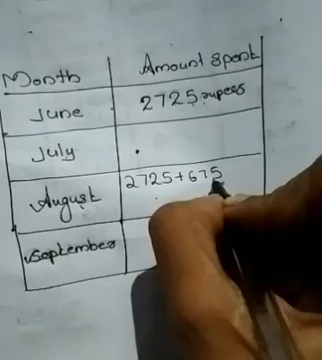 Month Amount Spent
June 2725 rupees
July
August 2725+675
September